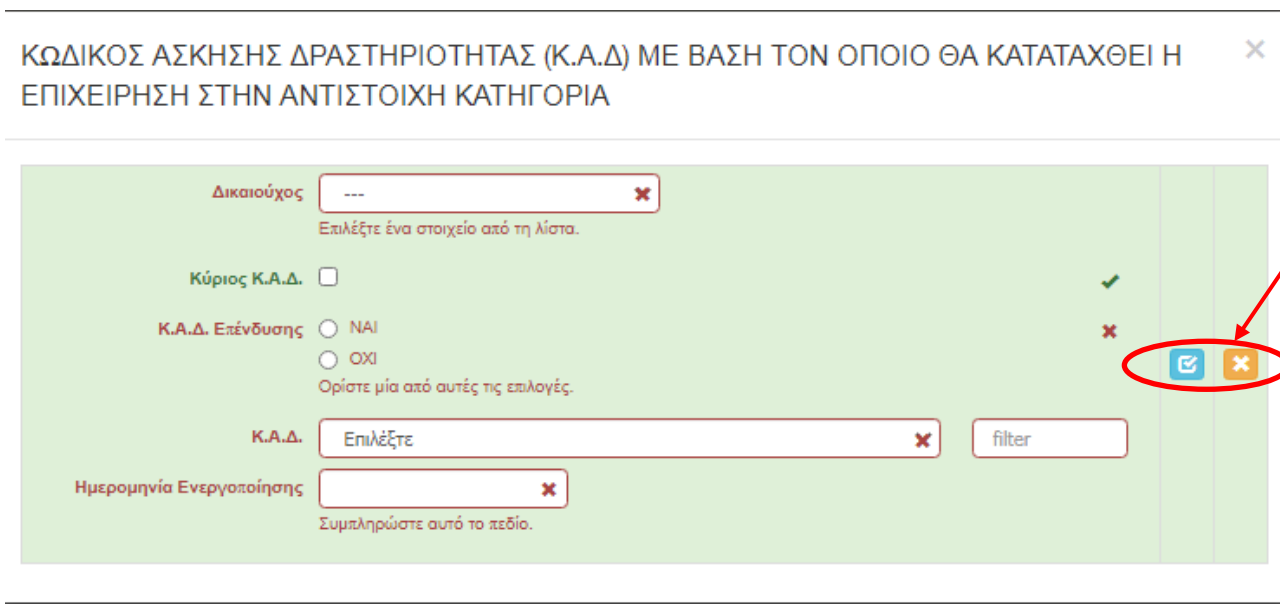 ΚΩΔΙΚΟΣ ΑΣΚΗΣΗΣ ΔΡΑΣΤΗΡΙΟΤΗΤΑΣ (Κ.Α.Δ) ΜΕ ΒΑΣΗ ΤΟΝ ΟΠΟΙΟ ΘΑ ΚΑΤΑΤΑΧΘΕΙ Η
ΕΠΙΧΕΙΡΗΣΗ ΣΤΗΝ ΑΝΤΙΣΤΟΙΧΗ ΚΑΤΗΓΟΡΙΑ
Δικαιούχος ---
Επιλέξτε ένα στοιχείο από τη λίστα.
Κύριος Κ.Α.Δ.
Κ.Α.Δ. Επένδυσης ΝΑΙ
ΟΧΙ
Ορίστε μία από αυτές τις επιλογές.
Κ.Α.Δ. Επιλέξτε filter
Ημερομηνία Ενεργοποίησης
Συμπληρώστε αυτό το πεδίο.